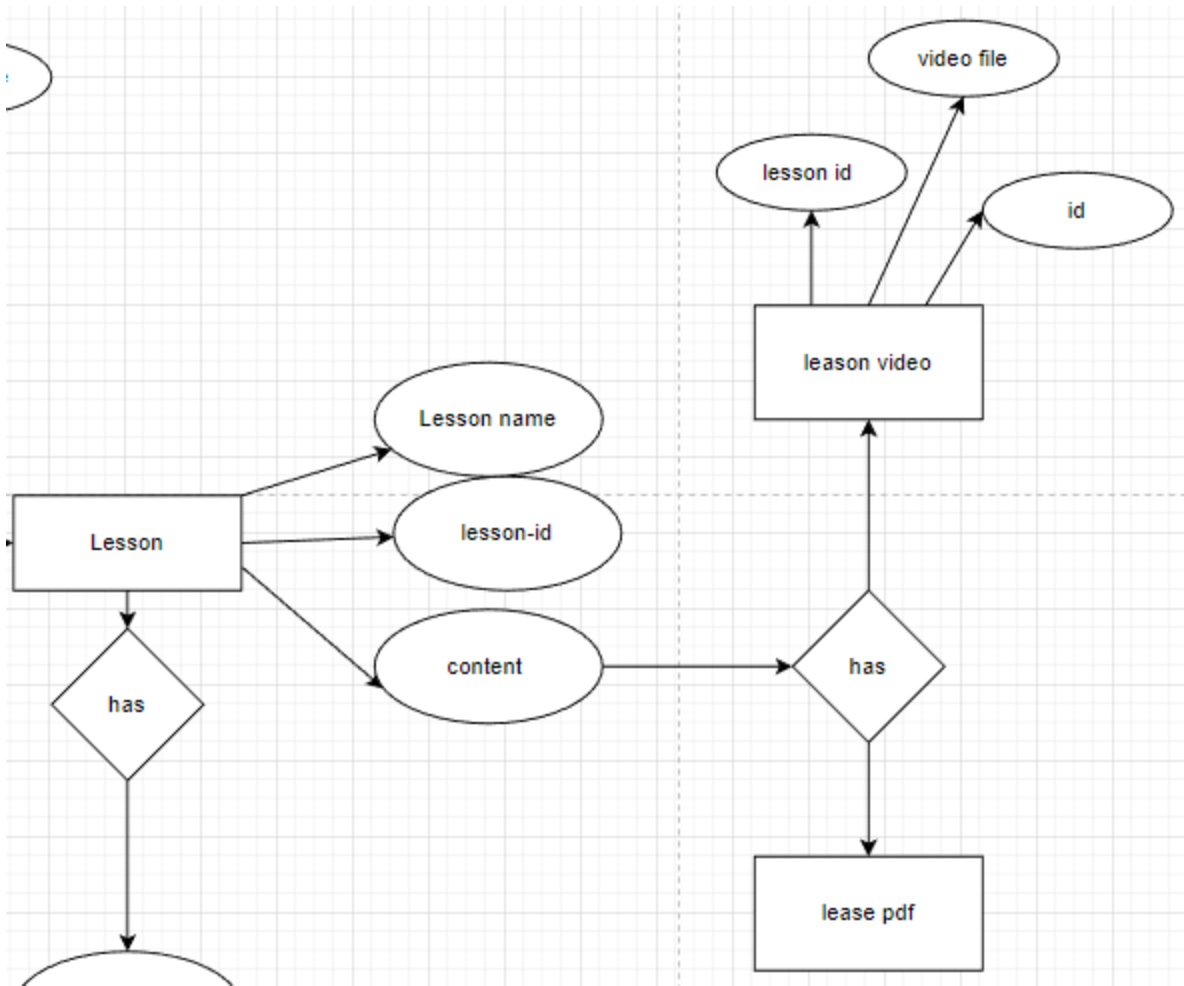 video file
lesson id
id
leason video
Lesson name
lesson-id
Lesson
content
has
has
lease pdf